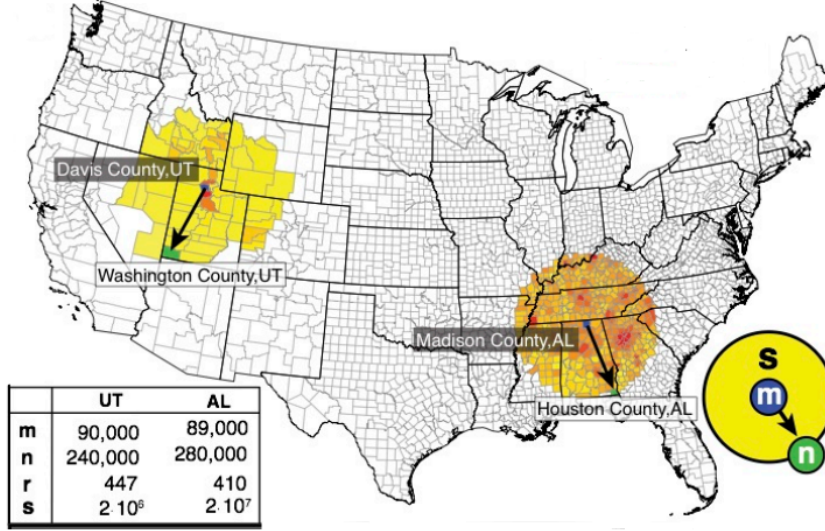 Davis County,UT
Washington County,UT
Madison County,AL
Houston County,AL
s
m
n
UT AL
m 90,000 89,000
n 240,000 280,000
r 447 410
s 2·10⁶ 2·10⁷